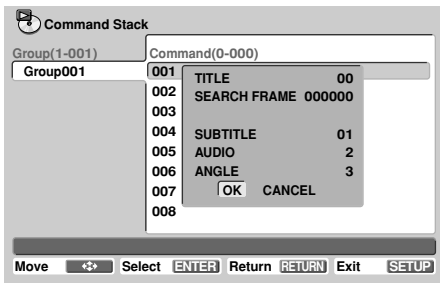 Command Stack
Group(1-001) Command(0-000)
Group001 001
002
003
004
005
006
007
008
TITLE 00
SEARCH FRAME 000000
SUBTITLE 01
AUDIO 2
ANGLE 3
OK CANCEL
Move Select ENTER Return RETURN Exit SETUP